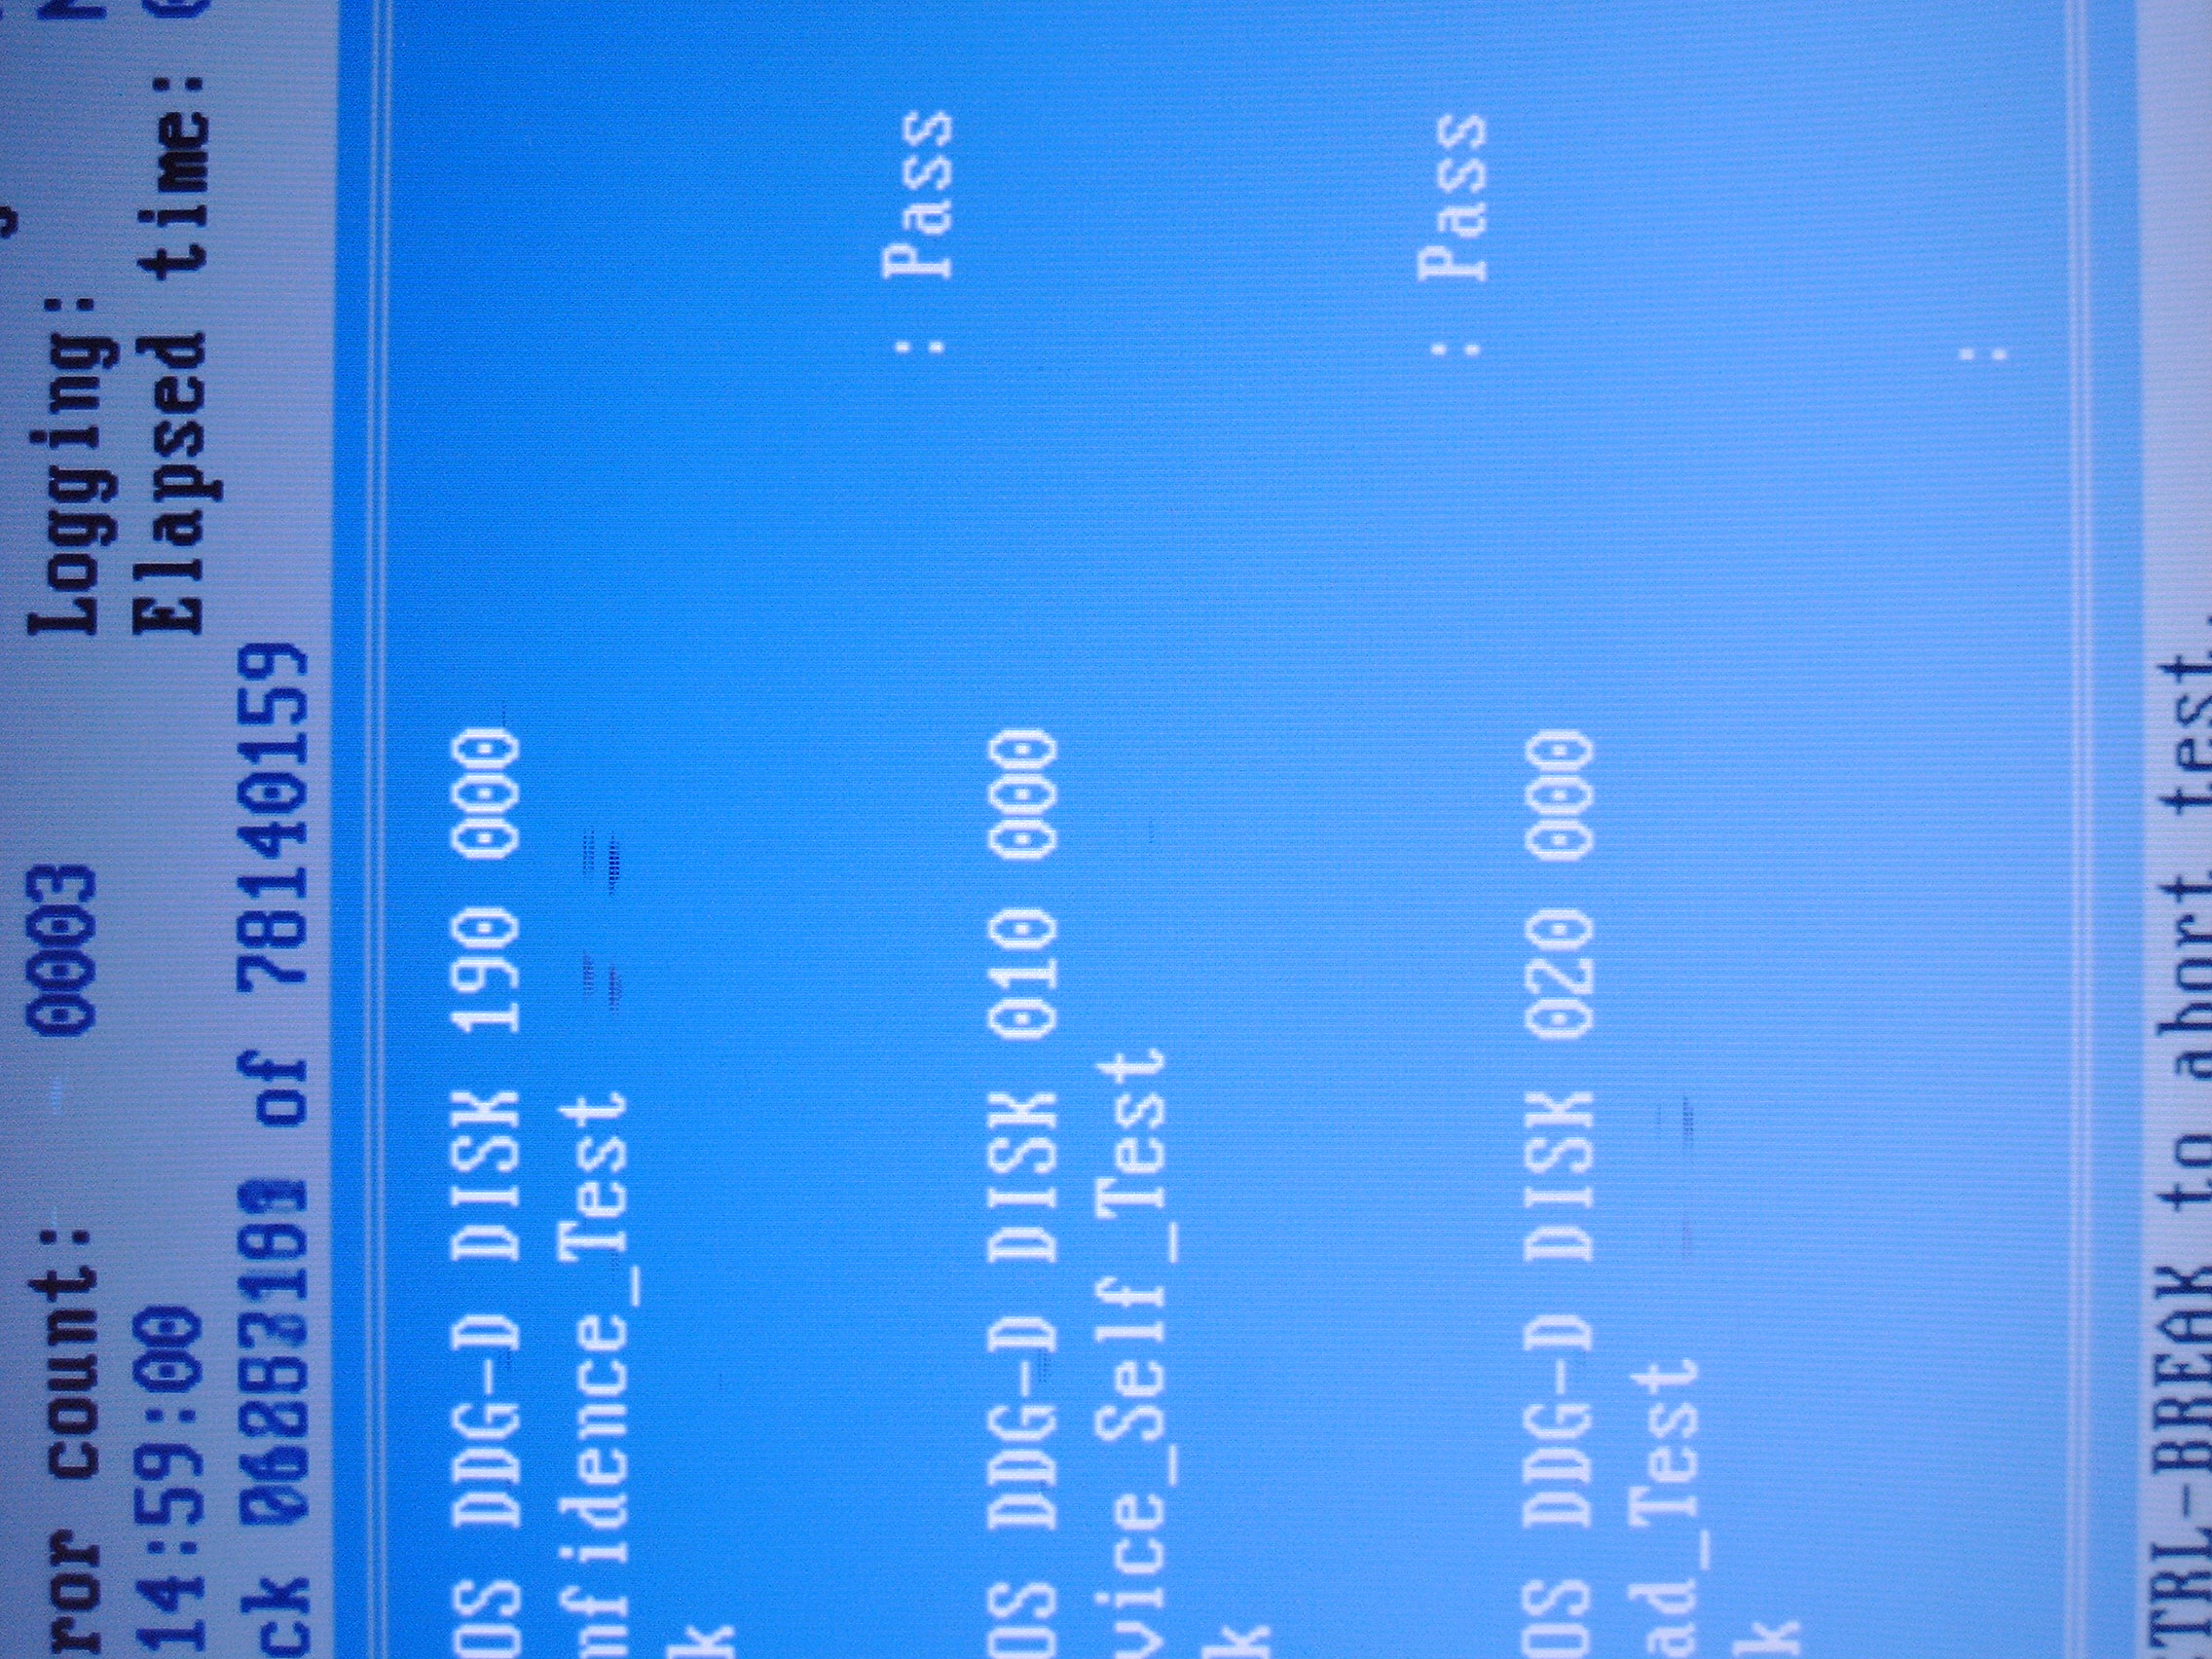 ror count: 0003 Logging:
14:59:00 Elapsed time:
ck of 78140159
OS DDG-D DISK 190 000
nfidence_Test
k
: Pass
OS DDG-D DISK 010 000
vice_Self_Test
k
: Pass
OS DDG-D DISK 020 000
ad_Test
k
:
TRL-BREAK to abort test.